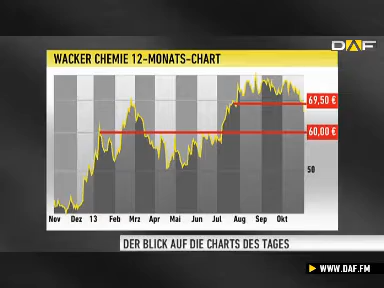 DAF
WACKER CHEMIE 12-MONATS-CHART
69,50 €
60,00 €
50
Nov Dez 13 Feb Mrz Apr Mai Jun Jul Aug Sep Okt
DER BLICK AUF DIE CHARTS DES TAGES
WWW.DAF.FM